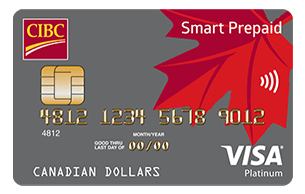 CIBC
Smart Prepaid
4812 1234 5678 9012
4812
MONTH/YEAR
GOOD THRU
LAST DAY OF
00/00
CANADIAN DOLLARS
VISA
Platinum